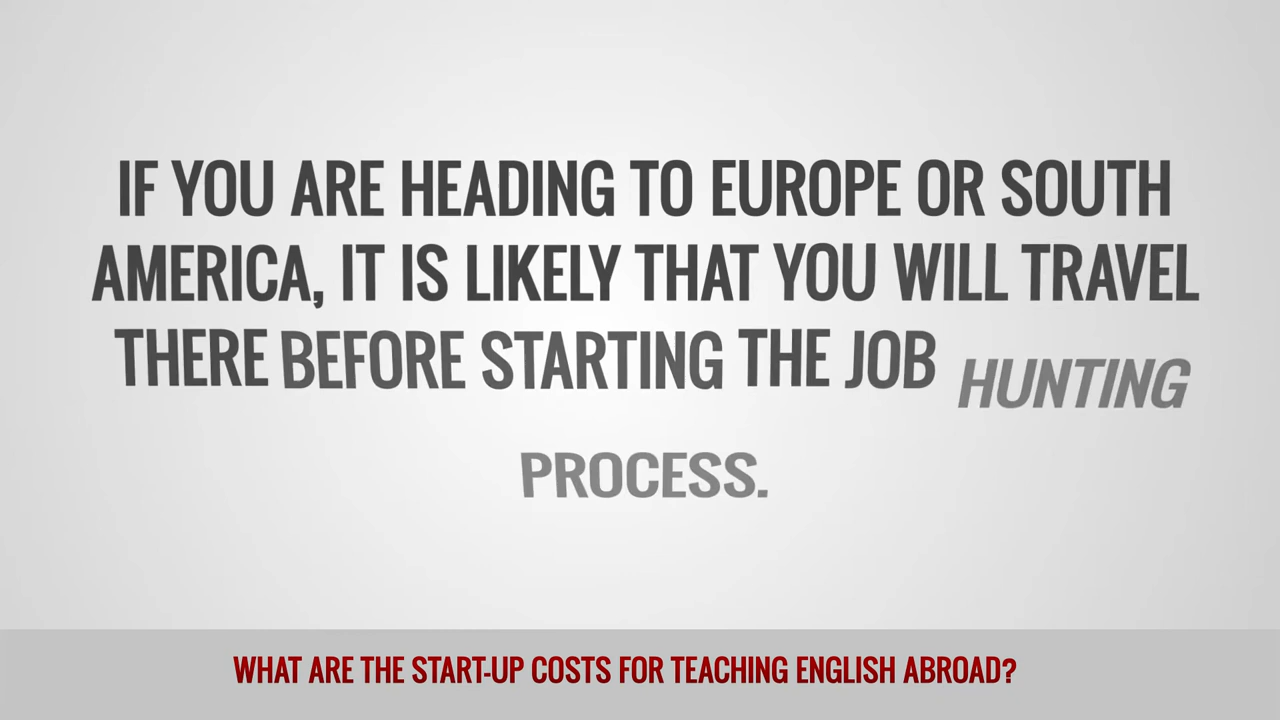 IF YOU ARE HEADING TO EUROPE OR SOUTH
AMERICA, IT IS LIKELY THAT YOU WILL TRAVEL
THERE BEFORE STARTING THE JOB HUNTING
PROCESS.
WHAT ARE THE START-UP COSTS FOR TEACHING ENGLISH ABROAD?